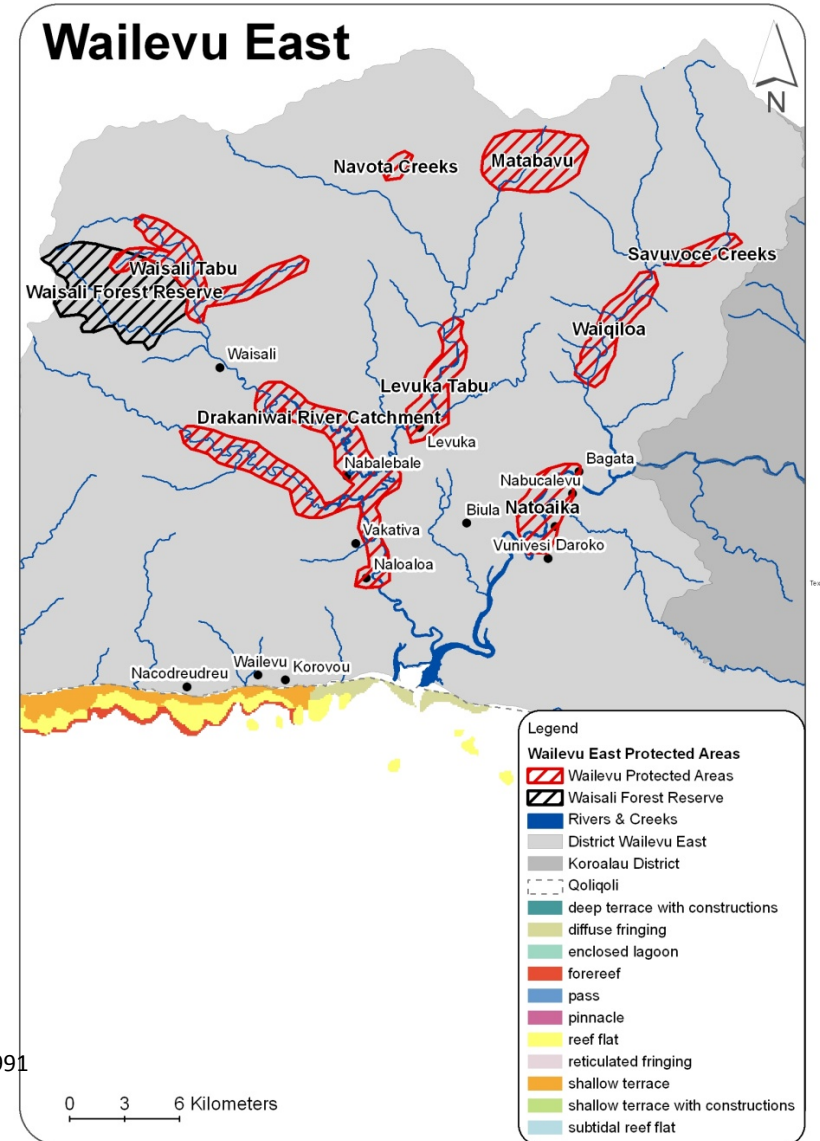 Wailevu East
N
Navota Creeks
Matabavu
Savuvoce Creeks
Waisali Tabu
Waisali Forest Reserve
Waiqiloa
Waisali
Levuka Tabu
Drakaniwai River Catchment
Levuka
Bagata
Nabalebale
Nabucalevu
Biula
Natoaika
Vakativa
Vunivesi
Daroko
Naloaloa
Wailevu
Korovou
Nacodreudreu
Legend
Wailevu East Protected Areas
Wailevu Protected Areas
Waisali Forest Reserve
Rivers & Creeks
District Wailevu East
Koroalau District
Qoliqoli
deep terrace with constructions
diffuse fringing
enclosed lagoon
forereef
pass
pinnacle
reef flat
reticulated fringing
shallow terrace
shallow terrace with constructions
subtidal reef flat
991
0 3 6 Kilometers